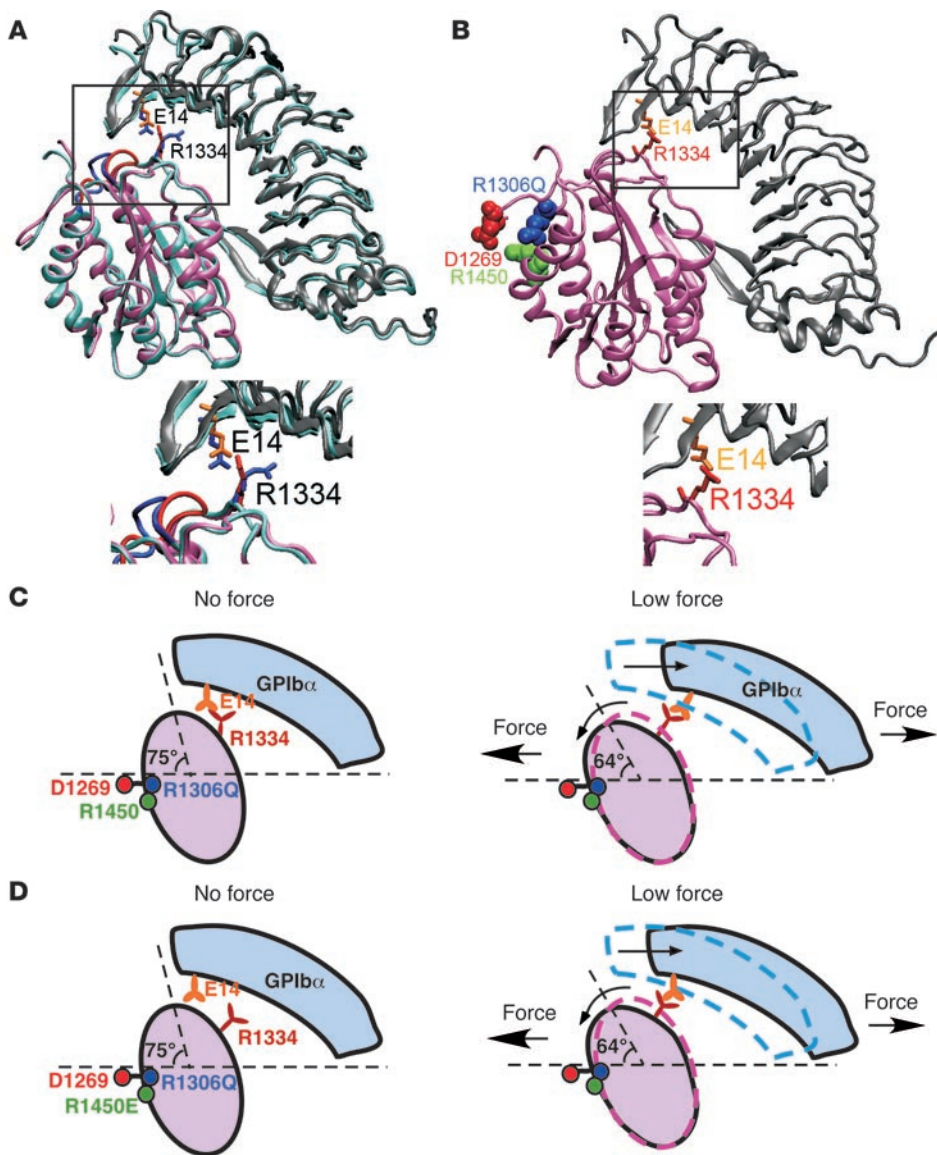 A
B
E14
R1334
E14
R1334
R1306Q
D1269
R1450
E14
R1334
E14
R1334
C
No force
Low force
GPIbα
E14
R1334
75°
D1269
R1306Q
R1450
GPIbα
Force
Force
64°
D
No force
Low force
GPIbα
E14
R1334
75°
D1269
R1306Q
R1450E
GPIbα
Force
Force
64°